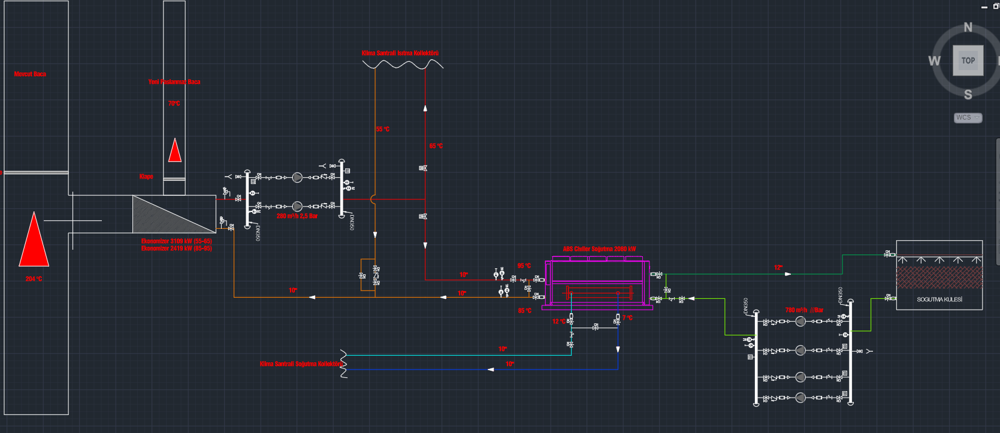 N
W
TOP
S
WCS
Klima Santrali Isıtma Kollektörü
Mevcut Baca
Yeni Paslanmaz Baca
70°C
55 °C
65 °C
Klape
280 m³/h 2,5 Bar
DN350
DN350
Ekonomizer 3109 kW (55-65)
Ekonomizer 2419 kW (85-95)
204 °C
ABS Chiller Soğutma 2080 kW
95 °C
10"
10"
10"
85 °C
12"
12 °C
7 °C
SOĞUTMA KULESİ
DN350
DN350
780 m³/h ///Bar
10"
10"
Klima Santrali Soğutma Kollektörü